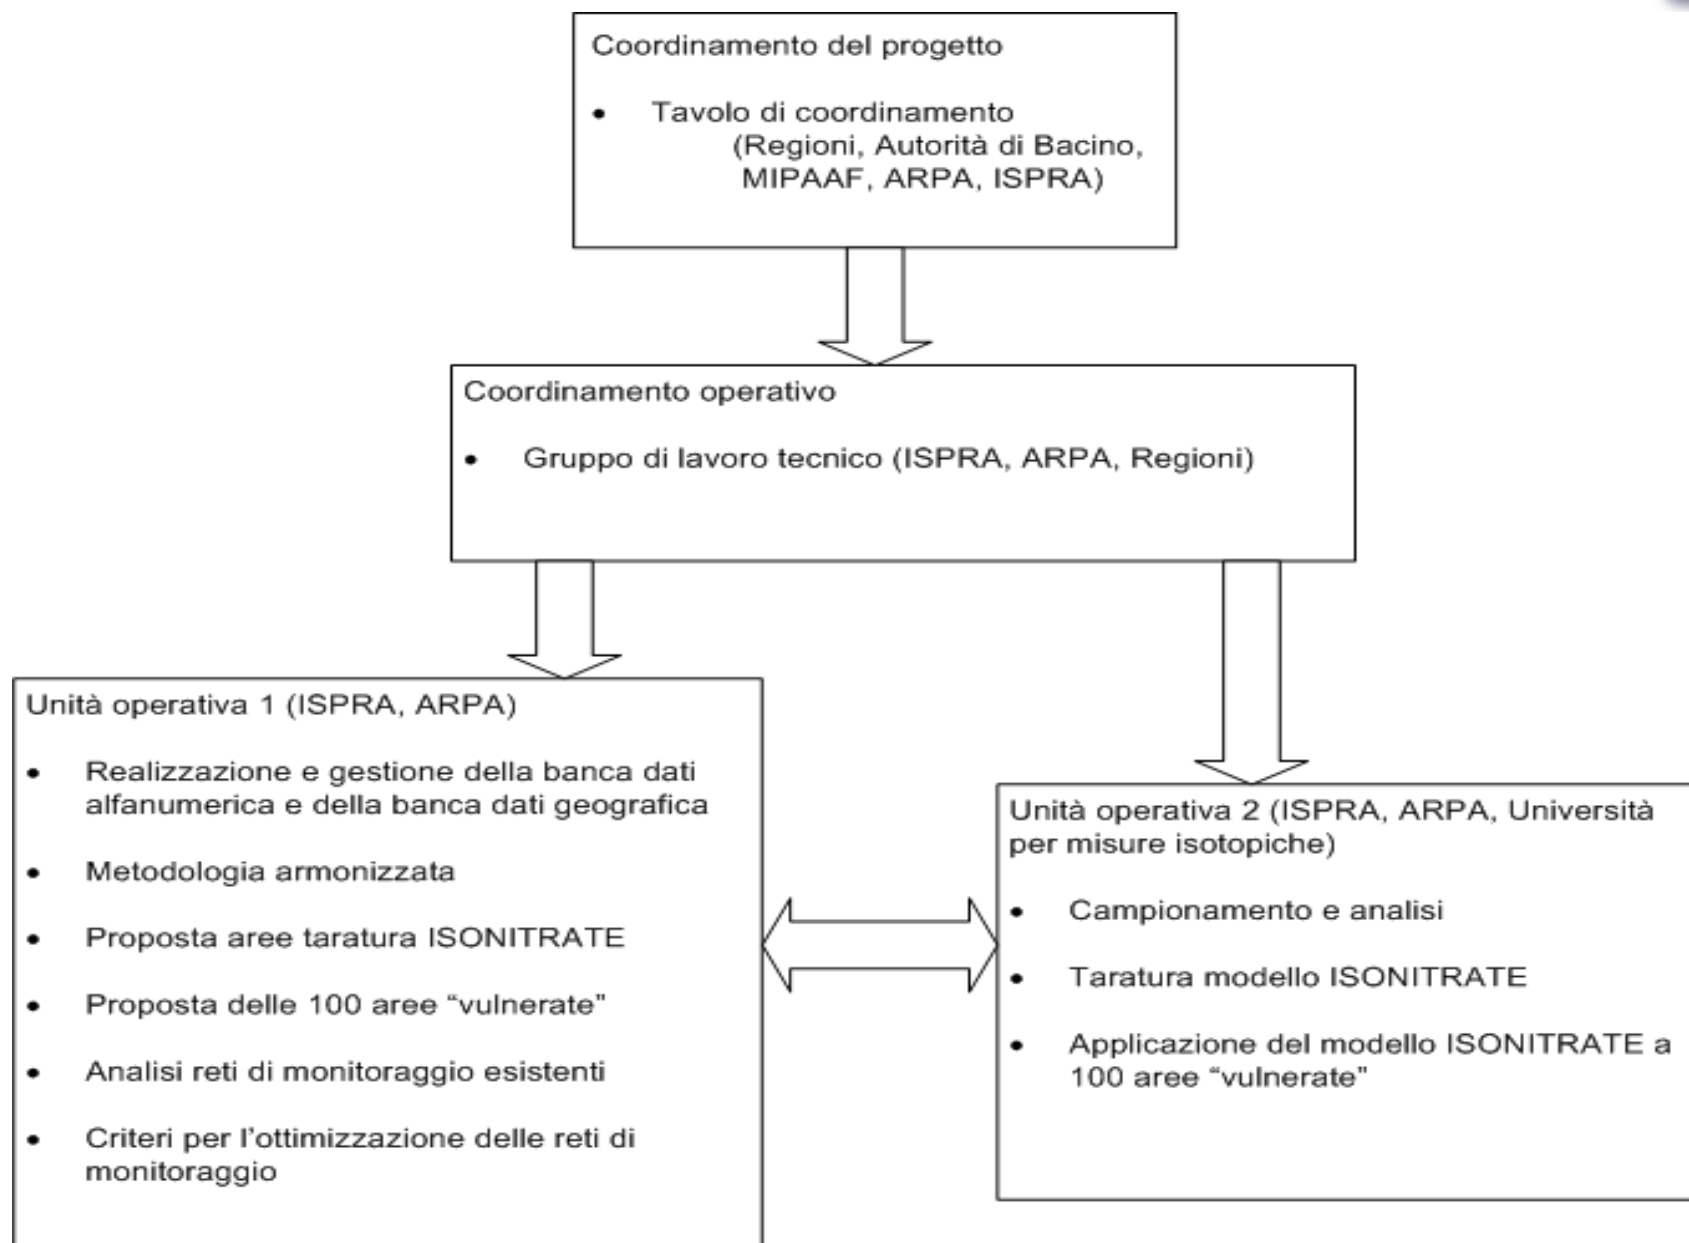 Coordinamento del progetto
• Tavolo di coordinamento
(Regioni, Autorità di Bacino,
MIPAAF, ARPA, ISPRA)
Coordinamento operativo
• Gruppo di lavoro tecnico (ISPRA, ARPA, Regioni)
Unità operativa 1 (ISPRA, ARPA)
• Realizzazione e gestione della banca dati
alfanumerica e della banca dati geografica
• Metodologia armonizzata
• Proposta aree taratura ISONITRATE
• Proposta delle 100 aree “vulnerate”
• Analisi reti di monitoraggio esistenti
• Criteri per l’ottimizzazione delle reti di
monitoraggio
Unità operativa 2 (ISPRA, ARPA, Università
per misure isotopiche)
• Campionamento e analisi
• Taratura modello ISONITRATE
• Applicazione del modello ISONITRATE a
100 aree “vulnerate”